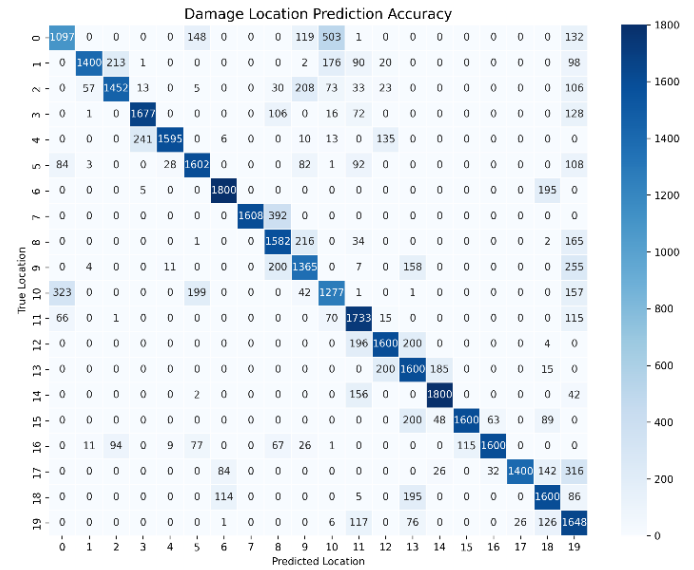 Damage Location Prediction Accuracy
0 1097 0 0 0 0 148 0 0 0 119 503 1 0 0 0 0 0 0 0 132
1 0 1400 213 1 0 0 0 0 0 2 176 90 20 0 0 0 0 0 0 98
2 0 57 1452 13 0 5 0 0 30 208 73 33 23 0 0 0 0 0 0 106
3 0 1 0 1677 0 0 0 0 106 0 16 72 0 0 0 0 0 0 0 128
4 0 0 0 241 1595 0 6 0 0 10 13 0 135 0 0 0 0 0 0 0
5 84 3 0 0 28 1602 0 0 0 82 1 92 0 0 0 0 0 0 0 108
6 0 0 0 5 0 0 1800 0 0 0 0 0 0 0 0 0 0 0 195 0
7 0 0 0 0 0 0 0 1608 392 0 0 0 0 0 0 0 0 0 0 0
8 0 0 0 0 0 1 0 0 1582 216 0 34 0 0 0 0 0 0 2 165
9 0 4 0 0 11 0 0 0 200 1365 0 7 0 158 0 0 0 0 0 255
10 323 0 0 0 0 199 0 0 0 42 1277 1 0 1 0 0 0 0 0 157
11 66 0 1 0 0 0 0 0 0 0 70 1733 15 0 0 0 0 0 0 115
12 0 0 0 0 0 0 0 0 0 0 0 196 1600 200 0 0 0 0 4 0
13 0 0 0 0 0 0 0 0 0 0 0 0 200 1600 185 0 0 0 15 0
14 0 0 0 0 0 2 0 0 0 0 0 156 0 0 1800 0 0 0 0 42
15 0 0 0 0 0 0 0 0 0 0 0 0 0 200 48 1600 63 0 89 0
16 0 11 94 0 9 77 0 0 67 26 1 0 0 0 0 115 1600 0 0 0
17 0 0 0 0 0 0 84 0 0 0 0 0 0 0 26 0 32 1400 142 316
18 0 0 0 0 0 0 114 0 0 0 0 5 0 195 0 0 0 0 1600 86
19 0 0 0 0 0 0 1 0 0 0 6 117 0 76 0 0 0 26 126 1648
0 1 2 3 4 5 6 7 8 9 10 11 12 13 14 15 16 17 18 19
Predicted Location
True Location
1800
1600
1400
1200
1000
800
600
400
200
0